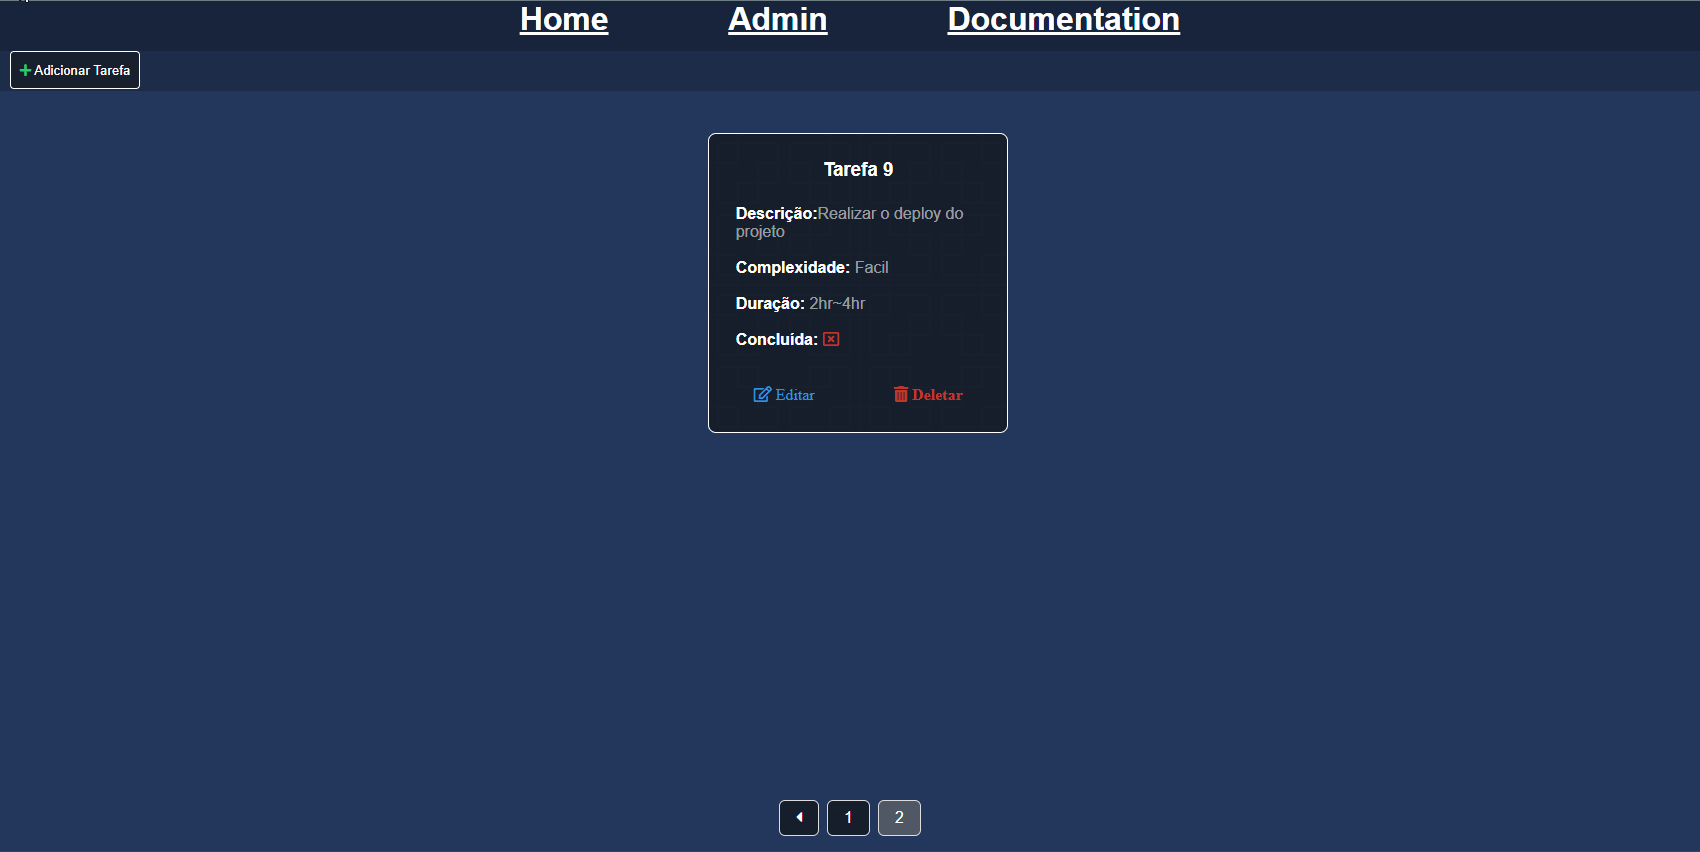 Home Admin Documentation
Adicionar Tarefa
Tarefa 9
Descrição:Realizar o deploy do
projeto
Complexidade: Facil
Duração: 2hr~4hr
Concluída:
Editar Deletar
1 2